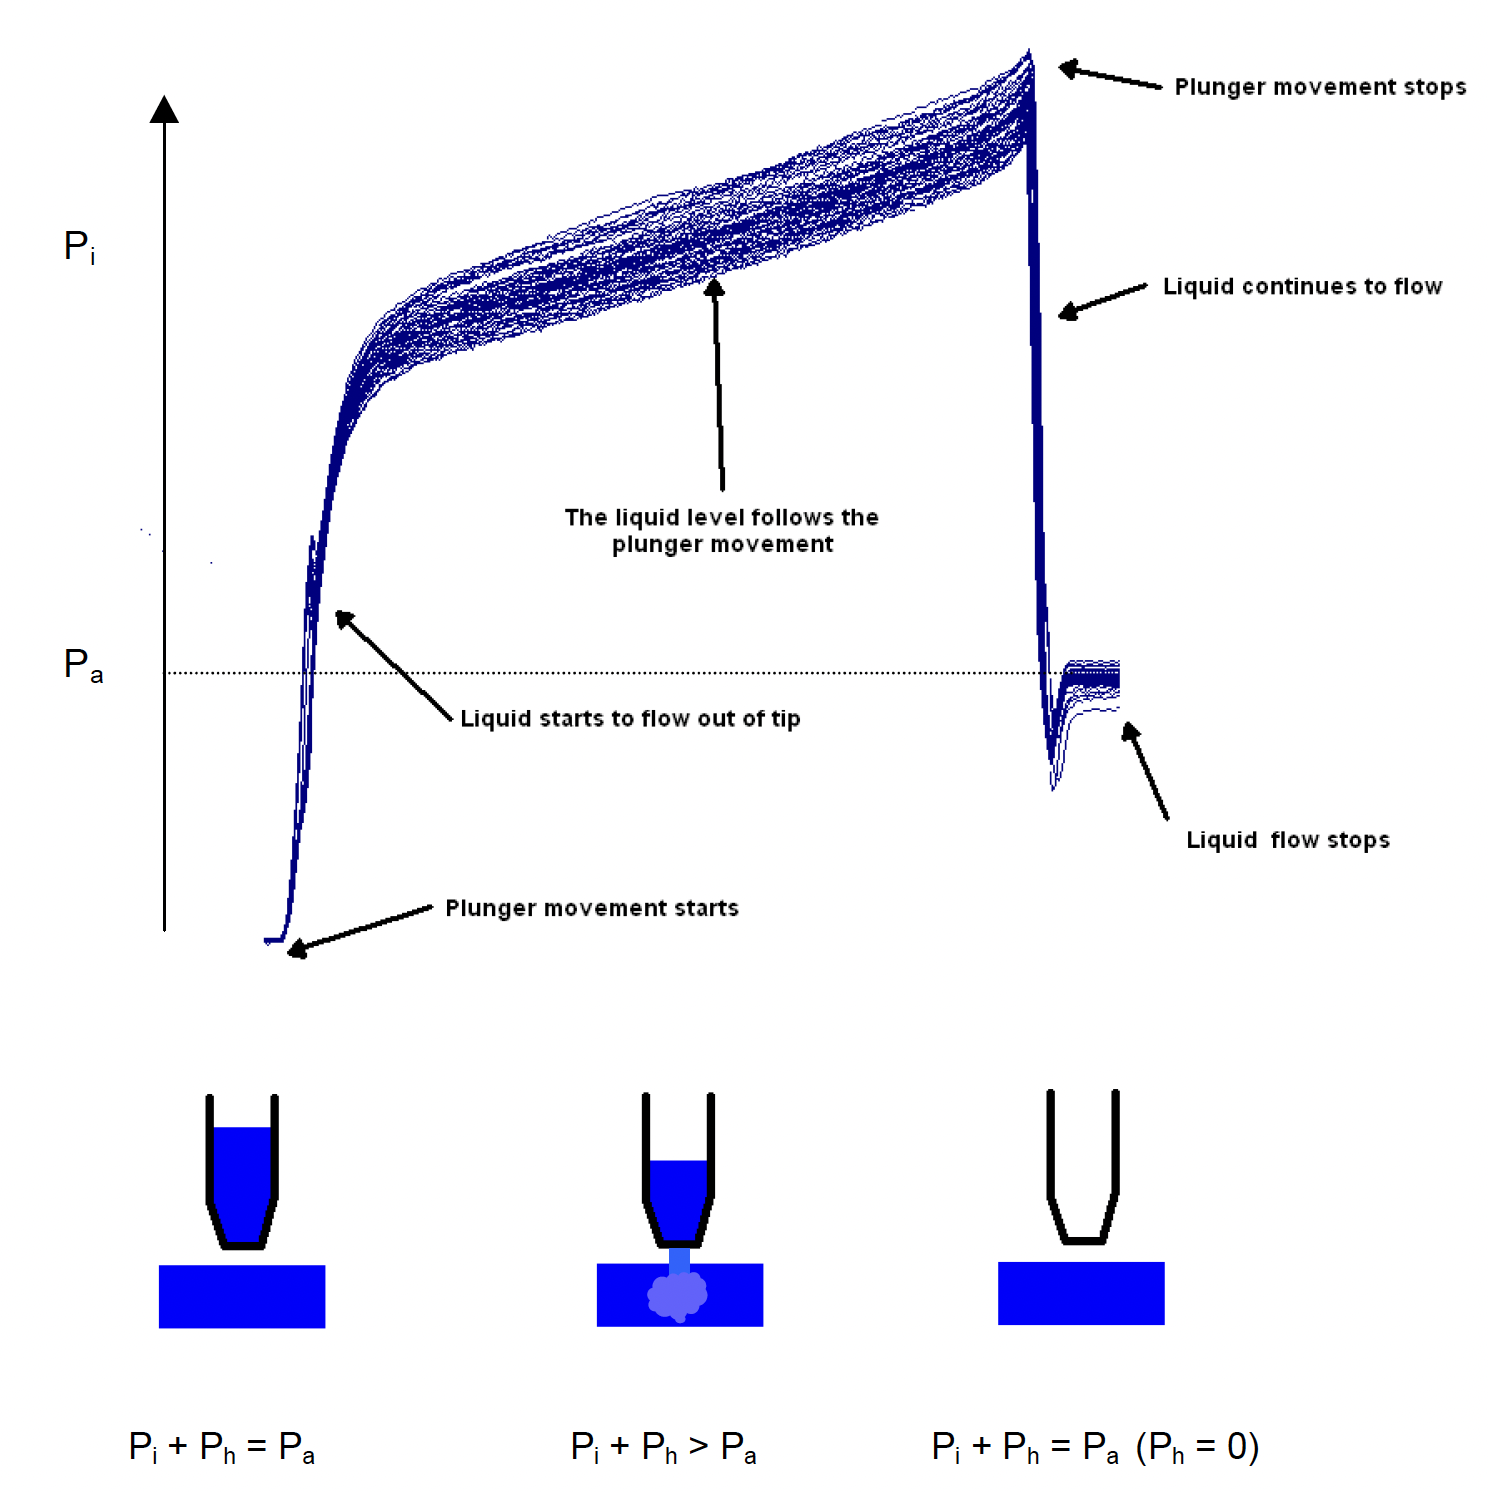 Plunger movement stops
P_i
Liquid continues to flow
The liquid level follows the
plunger movement
P_a
Liquid starts to flow out of tip
Liquid  flow stops
Plunger movement starts
P_i + P_h = P_a
P_i + P_h > P_a
P_i + P_h = P_a (P_h = 0)